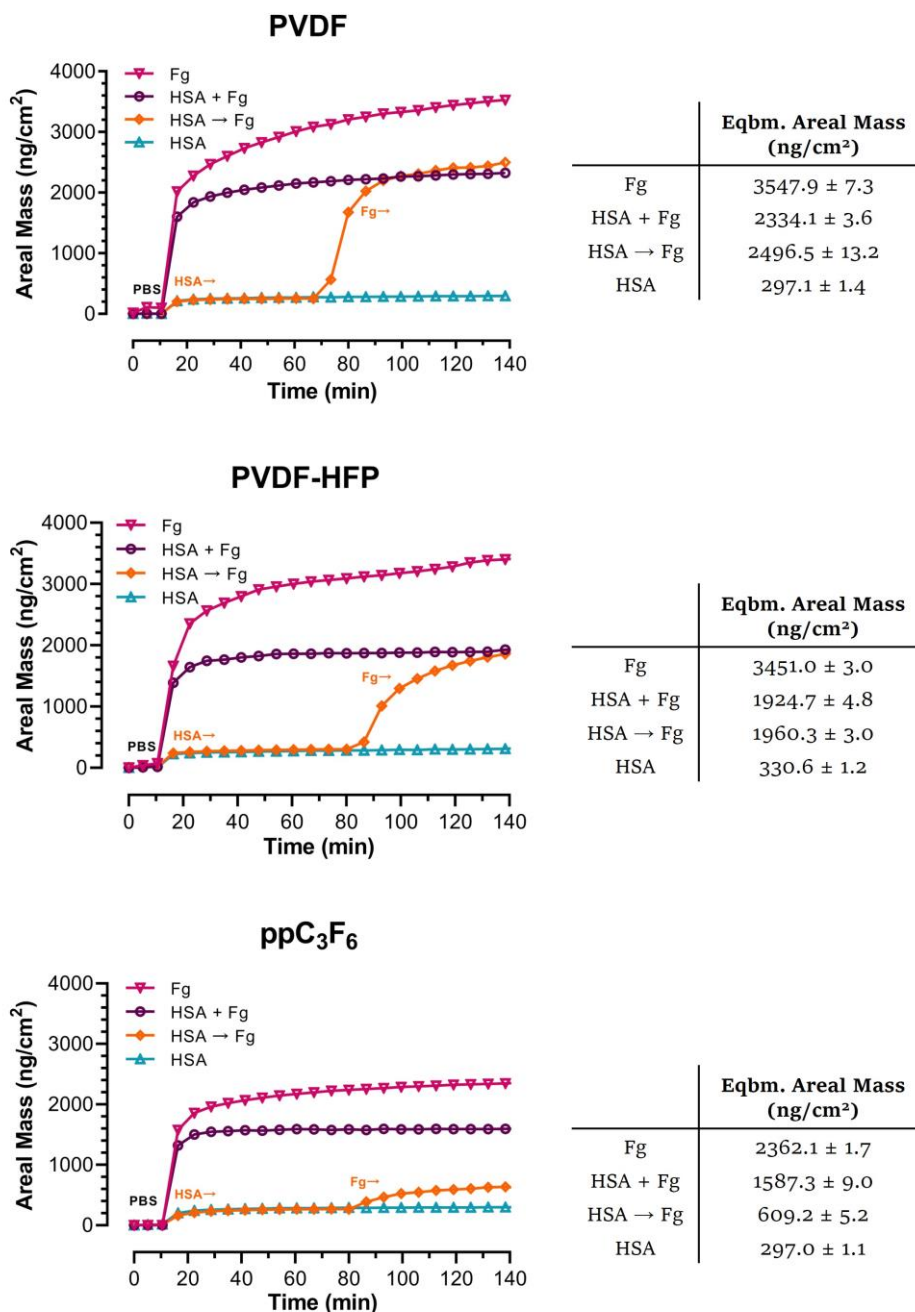 PVDF
Areal Mass (ng/cm²)
4000
3000
2000
1000
0
Fg
HSA + Fg
HSA → Fg
HSA
PBS
HSA→
Fg→
0 20 40 60 80 100 120 140
Time (min)
Eqbm. Areal Mass
(ng/cm²)
Fg 3547.9 ± 7.3
HSA + Fg 2334.1 ± 3.6
HSA → Fg 2496.5 ± 13.2
HSA 297.1 ± 1.4
PVDF-HFP
Areal Mass (ng/cm²)
4000
3000
2000
1000
0
Fg
HSA + Fg
HSA → Fg
HSA
PBS
HSA→
Fg→
0 20 40 60 80 100 120 140
Time (min)
Eqbm. Areal Mass
(ng/cm²)
Fg 3451.0 ± 3.0
HSA + Fg 1924.7 ± 4.8
HSA → Fg 1960.3 ± 3.0
HSA 330.6 ± 1.2
ppC₃F₆
Areal Mass (ng/cm²)
4000
3000
2000
1000
0
Fg
HSA + Fg
HSA → Fg
HSA
PBS
HSA→
Fg→
0 20 40 60 80 100 120 140
Time (min)
Eqbm. Areal Mass
(ng/cm²)
Fg 2362.1 ± 1.7
HSA + Fg 1587.3 ± 9.0
HSA → Fg 609.2 ± 5.2
HSA 297.0 ± 1.1